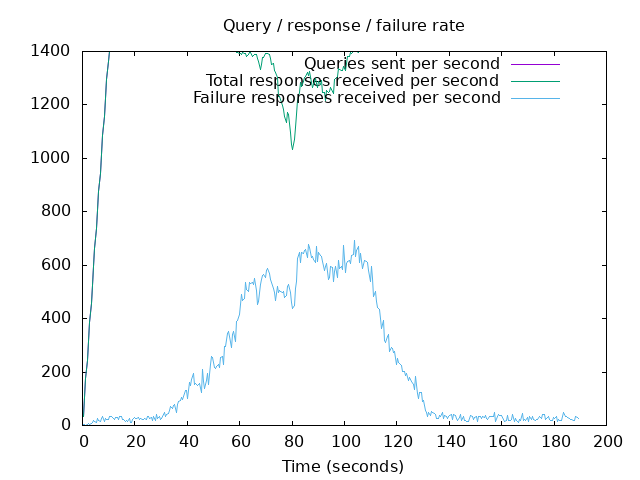 Query / response / failure rate
Queries sent per second
Total responses received per second
Failure responses received per second
1400
1200
1000
800
600
400
200
0
0 20 40 60 80 100 120 140 160 180 200
Time (seconds)